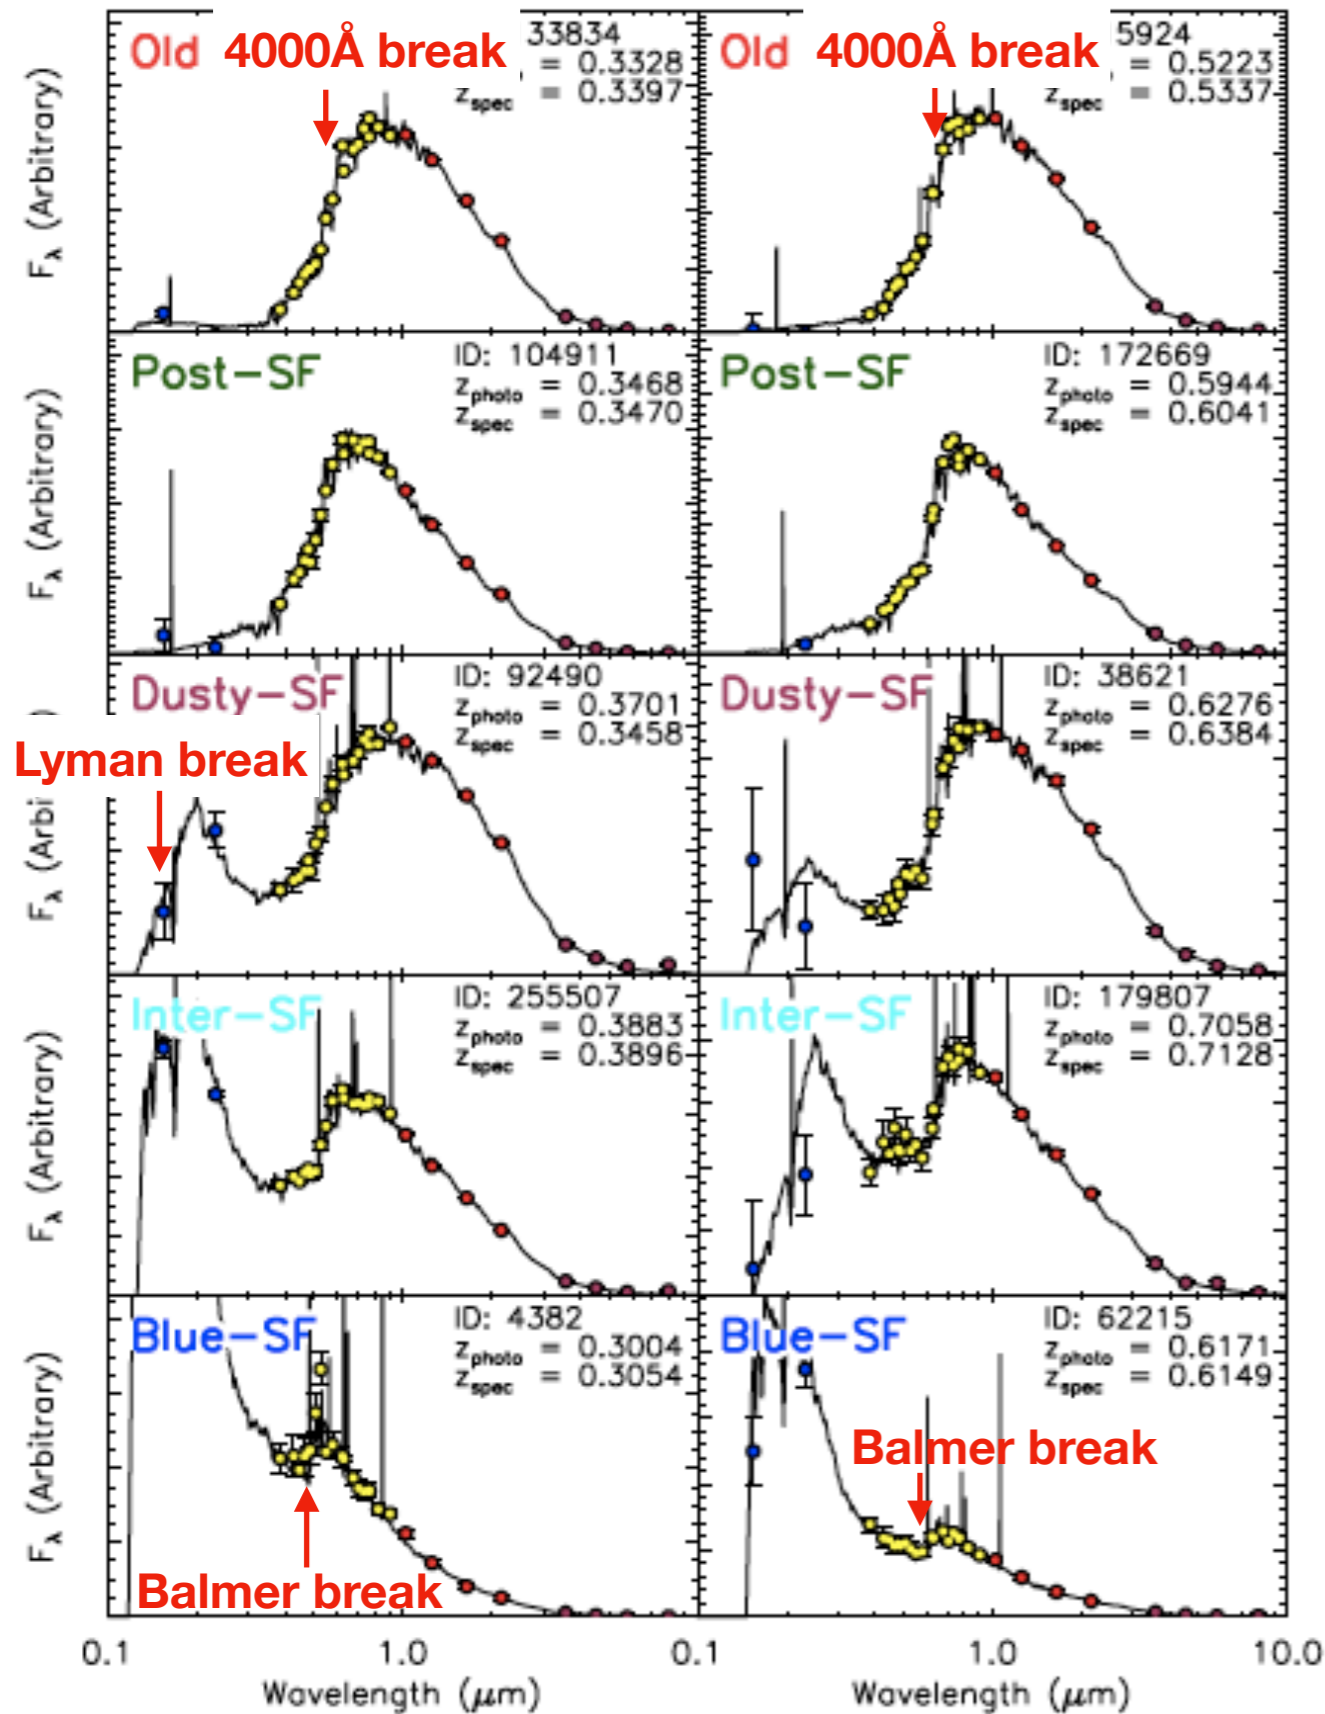 Old 4000Å break 33834
= 0.3328
z_spec = 0.3397
Old 4000Å break 5924
= 0.5223
z_spec = 0.5337
F_λ (Arbitrary)
Post-SF ID: 104911
z_photo = 0.3468
z_spec = 0.3470
Post-SF ID: 172669
z_photo = 0.5944
z_spec = 0.6041
F_λ (Arbitrary)
Dusty-SF ID: 92490
z_photo = 0.3701
z_spec = 0.3458
Dusty-SF ID: 38621
z_photo = 0.6276
z_spec = 0.6384
Lyman break
F_λ (Arbi
Inter-SF ID: 255507
z_photo = 0.3883
z_spec = 0.3896
Inter-SF ID: 179807
z_photo = 0.7058
z_spec = 0.7128
F_λ (Arbitrary)
Blue-SF ID: 4382
z_photo = 0.3004
z_spec = 0.3054
Blue-SF ID: 62215
z_photo = 0.6171
z_spec = 0.6149
F_λ (Arbitrary)
Balmer break
Balmer break
0.1 1.0 0.1 1.0 10.0
Wavelength (μm) Wavelength (μm)